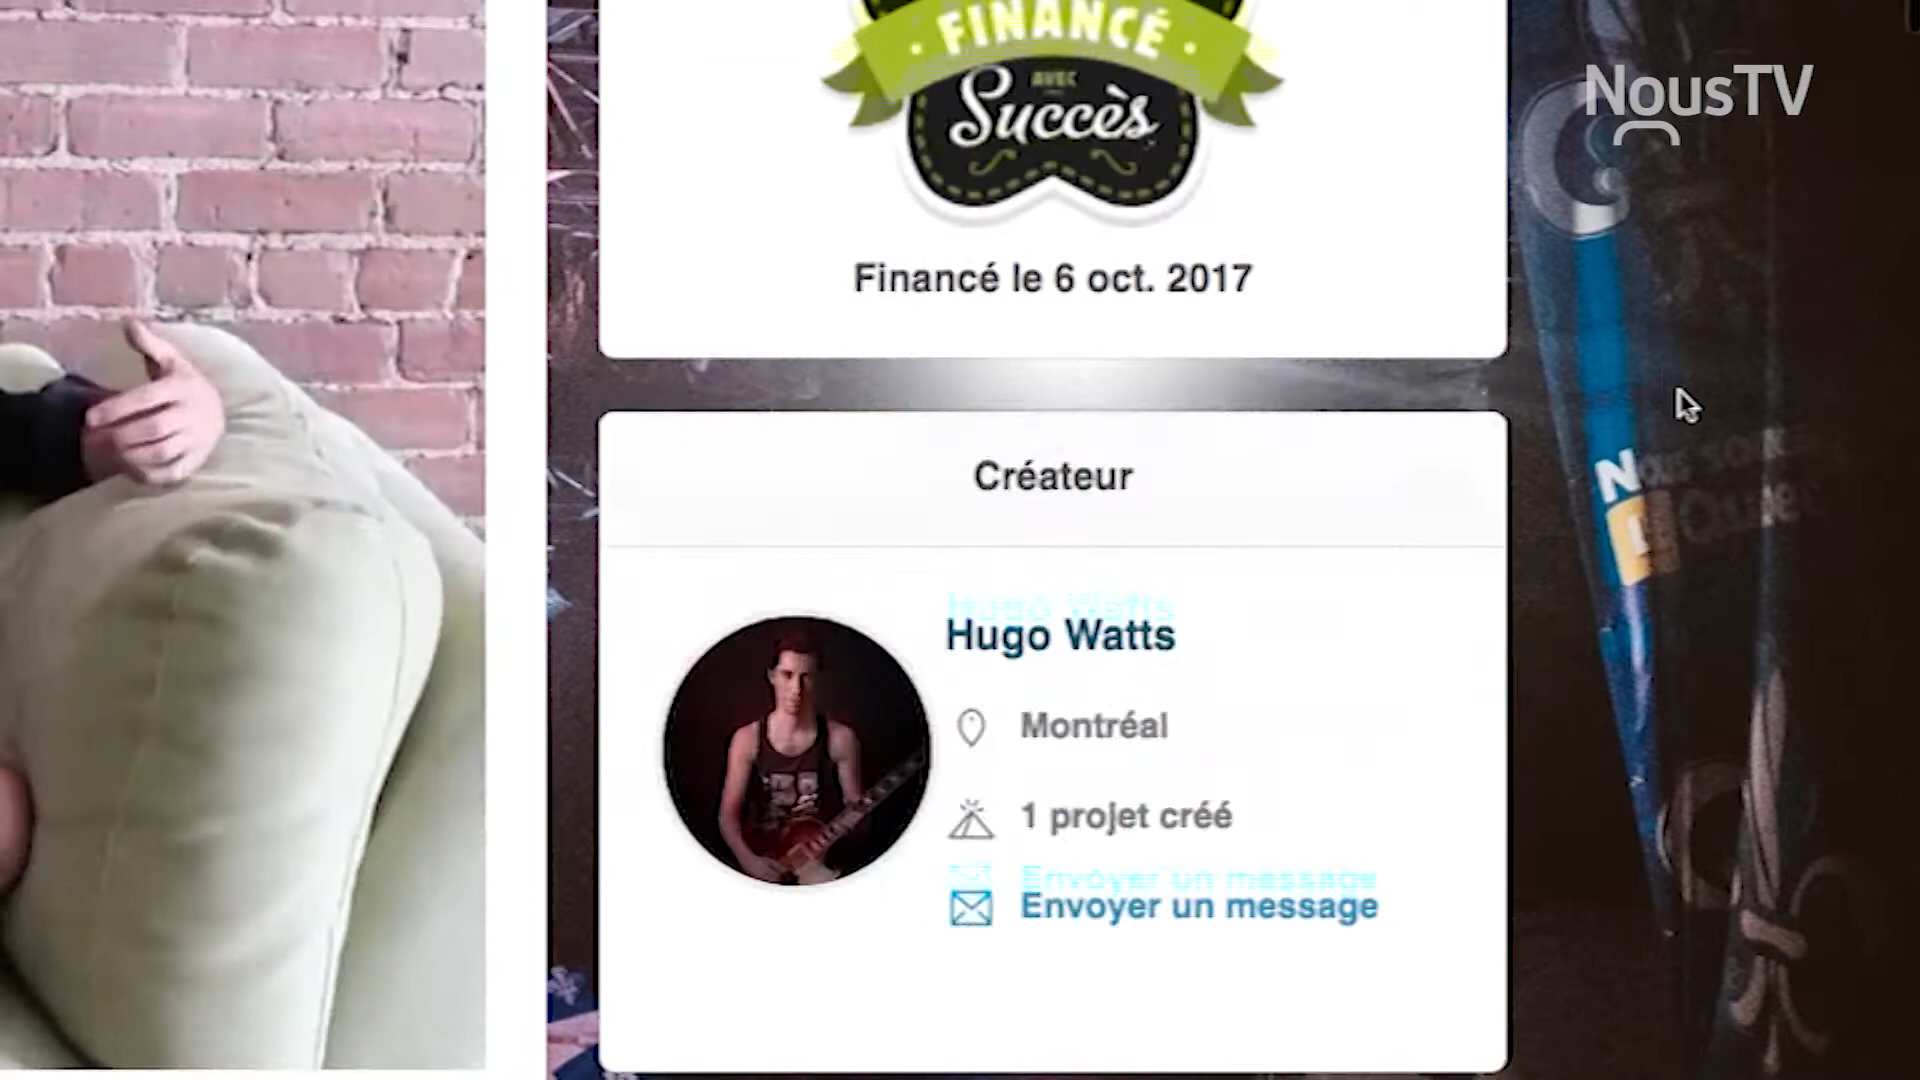 FINANCÉ
AVEC
Succès
NousTV
Financé le 6 oct. 2017
Créateur
Hugo Watts
Montréal
1 projet créé
Envoyer un message